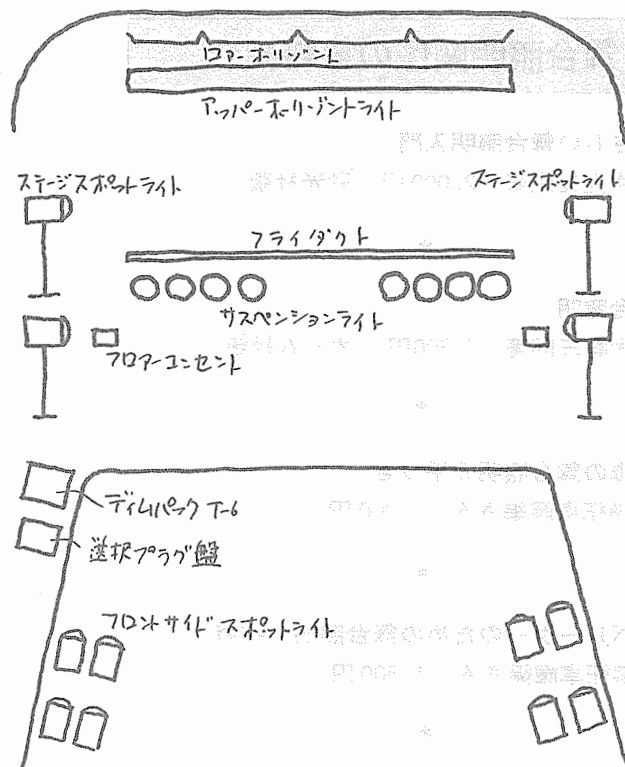 ロアーホリゾント
アッパーホリゾントライト
ステージスポットライト
ステージスポットライト
フライダクト
サスペンションライト
フロアーコンセント
ディムパック T-6
選択プラグ盤
フロントサイドスポットライト